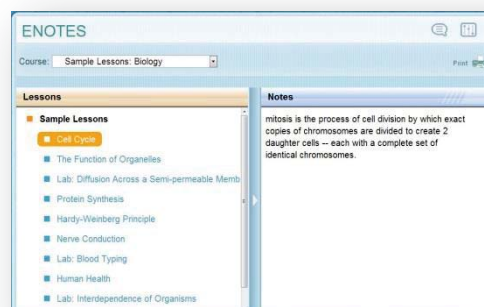 ENOTES
Course: Sample Lessons: Biology
Print
Lessons
Sample Lessons
Cell Cycle
The Function of Organelles
Lab: Diffusion Across a Semi-permeable Memb
Protein Synthesis
Hardy-Weinberg Principle
Nerve Conduction
Lab: Blood Typing
Human Health
Lab: Interdependence of Organisms
Notes
mitosis is the process of cell division by which exact
copies of chromosomes are divided to create 2
daughter cells -- each with a complete set of
identical chromosomes.